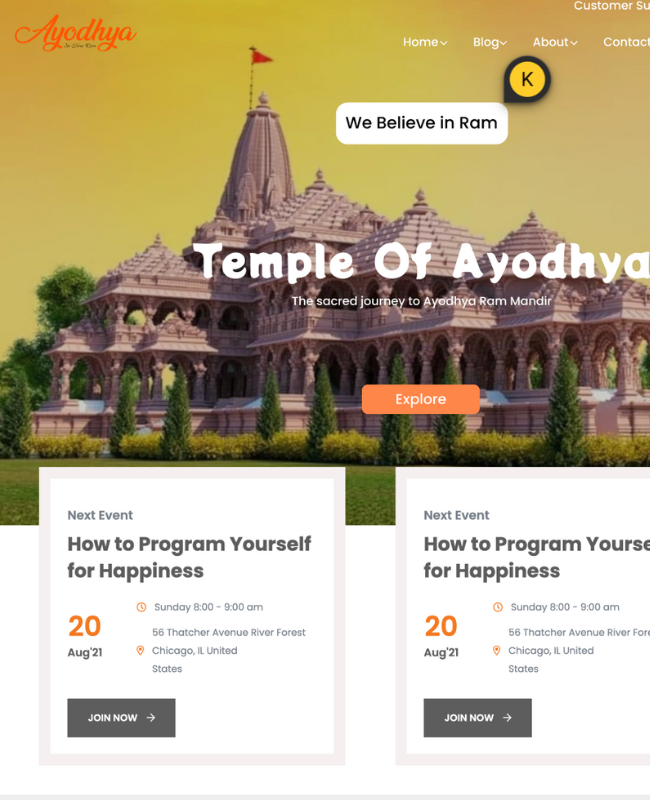 Customer Su
Ayodhya
Home
Blog
About
Contact
K
We Believe in Ram
Temple Of Ayodhya
The sacred journey to Ayodhya Ram Mandir
Explore
Next Event
How to Program Yourself
for Happiness
20
Aug'21
Sunday 8:00 - 9:00 am
56 Thatcher Avenue River Forest
Chicago, IL United
States
JOIN NOW
Next Event
How to Program Yourse
for Happiness
20
Aug'21
Sunday 8:00 - 9:00 am
56 Thatcher Avenue River Fore
Chicago, IL United
States
JOIN NOW